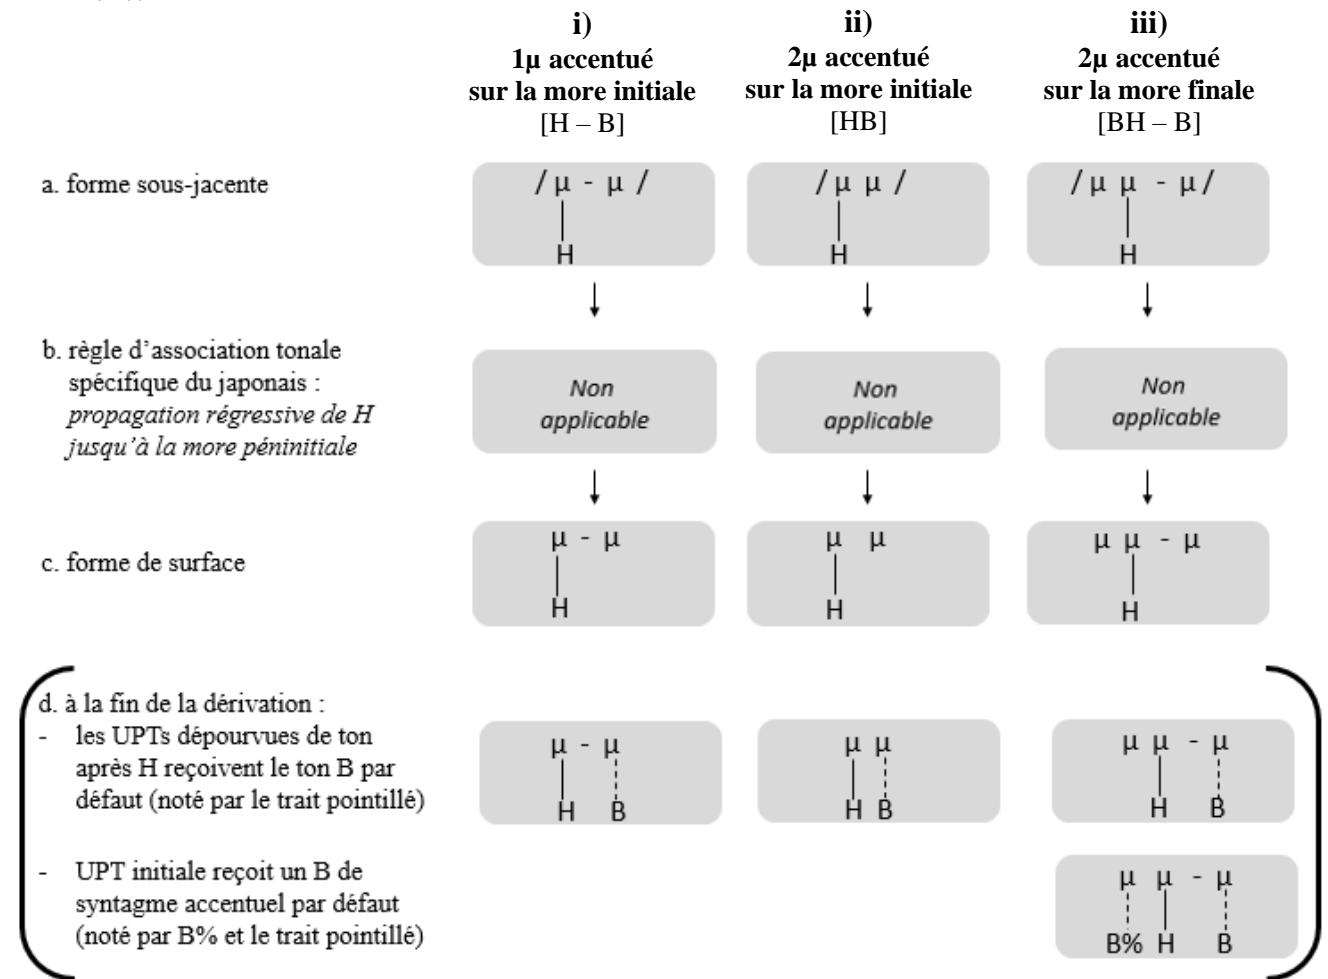 i)
1μ accentué
sur la more initiale
[H – B]
ii)
2μ accentué
sur la more initiale
[HB]
iii)
2μ accentué
sur la more finale
[BH – B]
a. forme sous-jacente
/ μ - μ /
H
/ μ μ /
H
/ μ μ - μ /
H
b. règle d’association tonale
spécifique du japonais :
propagation régressive de H
jusqu’à la more péninitiale
Non
applicable
Non
applicable
Non
applicable
c. forme de surface
μ - μ
H
μ μ
H
μ μ - μ
H
d. à la fin de la dérivation :
- les UPTs dépourvues de ton
après H reçoivent le ton B par
défaut (noté par le trait pointillé)
μ - μ
H B
μ μ
H B
μ μ - μ
H B
- UPT initiale reçoit un B de
syntagme accentuel par défaut
(noté par B% et le trait pointillé)
μ μ - μ
B% H B